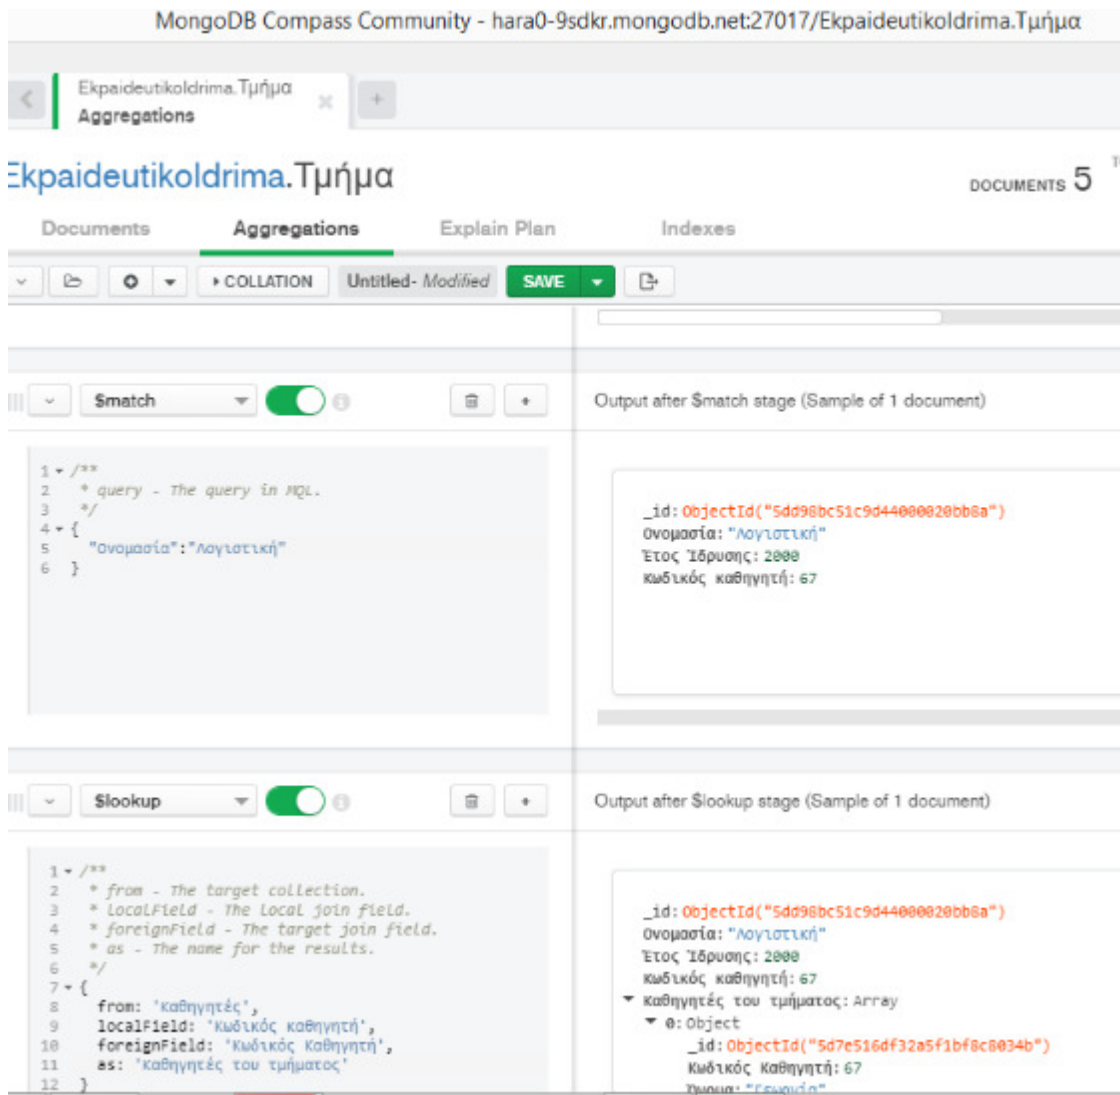 MongoDB Compass Community - hara0-9sdkr.mongodb.net:27017/EkpaideutikoIdrima.Τμήμα
EkpaideutikoIdrima.Τμήμα
Aggregations
EkpaideutikoIdrima.Τμήμα
DOCUMENTS 5
Documents Aggregations Explain Plan Indexes
COLLATION Untitled- Modified SAVE
$match
Output after $match stage (Sample of 1 document)
1 /**
2 * query - The query in MQL.
3 */
4 {
5 "Ονομασία":"Λογιστική"
6 }
_id: ObjectId("5dd98bc51c9d44000020bb8a")
Ονομασία: "Λογιστική"
Έτος Ίδρυσης: 2000
Κωδικός καθηγητή: 67
$lookup
Output after $lookup stage (Sample of 1 document)
1 /**
2 * from - The target collection.
3 * localField - The local join field.
4 * foreignField - The target join field.
5 * as - The name for the results.
6 */
7 {
8 from: 'Καθηγητές',
9 localField: 'Κωδικός καθηγητή',
10 foreignField: 'Κωδικός Καθηγητή',
11 as: 'Καθηγητές του τμήματος'
12 }
_id: ObjectId("5dd98bc51c9d44000020bb8a")
Ονομασία: "Λογιστική"
Έτος Ίδρυσης: 2000
Κωδικός καθηγητή: 67
Καθηγητές του τμήματος: Array
0: Object
_id: ObjectId("5d7e516df32a5f1bf8c8034b")
Κωδικός Καθηγητή: 67
Όνομα: "Γεωργία"